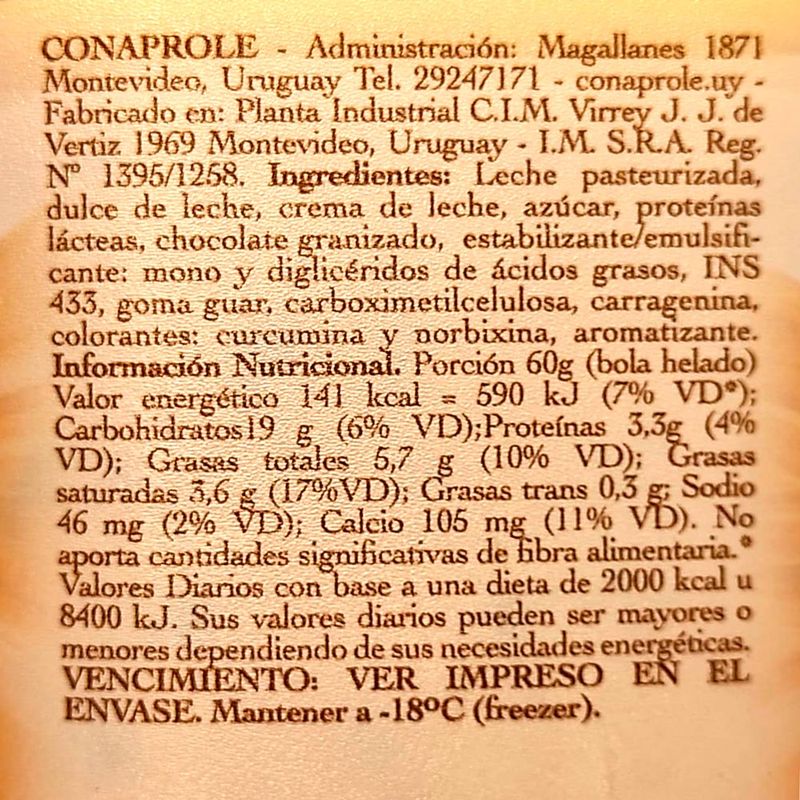 CONAPROLE - Administración: Magallanes 1871
Montevideo, Uruguay Tel. 29247171 - conaprole.uy -
Fabricado en: Planta Industrial C.I.M. Virrey J. J. de
Vertiz 1969 Montevideo, Uruguay - I.M. S.R.A. Reg.
Nº 1395/1258. Ingredientes: Leche pasteurizada,
dulce de leche, crema de leche, azúcar, proteínas
lácteas, chocolate granizado, estabilizante/emulsifi-
cante: mono y diglicéridos de ácidos grasos, INS
433, goma guar, carboximetilcelulosa, carragenina,
colorantes: curcumina y norbixina, aromatizante.
Información Nutricional. Porción 60g (bola helado)
Valor energético 141 kcal = 590 kJ (7% VD*);
Carbohidratos19 g (6% VD);Proteínas 3,3g (4%
VD); Grasas totales 5,7 g (10% VD); Grasas
saturadas 3,6 g (17%VD); Grasas trans 0,3 g; Sodio
46 mg (2% VD); Calcio 105 mg (11% VD). No
aporta cantidades significativas de fibra alimentaria.*
Valores Diarios con base a una dieta de 2000 kcal u
8400 kJ. Sus valores diarios pueden ser mayores o
menores dependiendo de sus necesidades energéticas.
VENCIMIENTO: VER IMPRESO EN EL
ENVASE. Mantener a -18ºC (freezer).